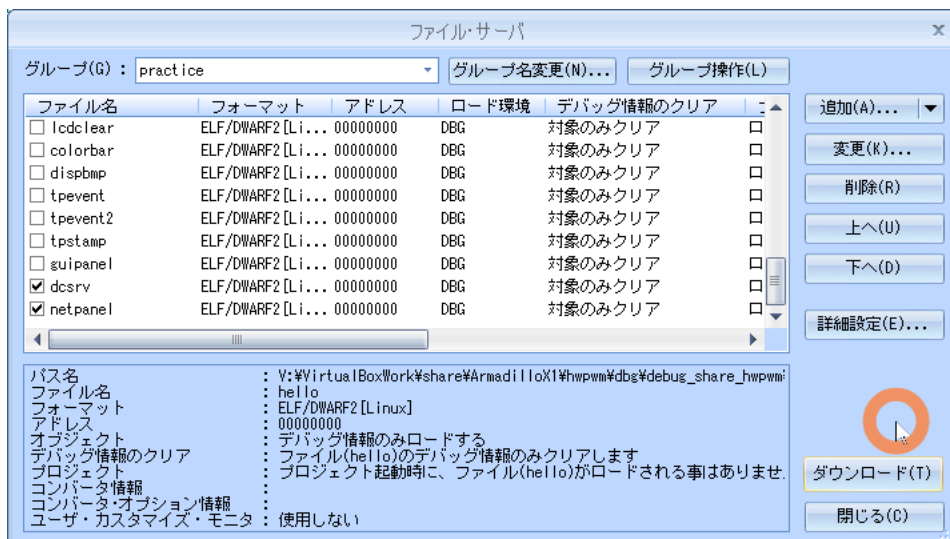 ファイル・サーバ
グループ(G) : practice グループ名変更(N)... グループ操作(L)
ファイル名 フォーマット アドレス ロード環境 デバッグ情報のクリア
追加(A)...
lcdclear ELF/DWARF2[Li... 00000000 DBG 対象のみクリア ロ
colorbar ELF/DWARF2[Li... 00000000 DBG 対象のみクリア ロ
変更(K)...
dispbmp ELF/DWARF2[Li... 00000000 DBG 対象のみクリア ロ
tpevent ELF/DWARF2[Li... 00000000 DBG 対象のみクリア ロ
削除(R)
tpevent2 ELF/DWARF2[Li... 00000000 DBG 対象のみクリア ロ
上へ(U)
tpstamp ELF/DWARF2[Li... 00000000 DBG 対象のみクリア ロ
guipanel ELF/DWARF2[Li... 00000000 DBG 対象のみクリア ロ
下へ(D)
dcsrv ELF/DWARF2[Li... 00000000 DBG 対象のみクリア ロ
netpanel ELF/DWARF2[Li... 00000000 DBG 対象のみクリア ロ
詳細設定(E)...
パス名 : V:¥VirtualBoxWork¥share¥ArmadilloX1¥hwpwm¥dbg¥debug_share_hwpwm
ファイル名 : hello
フォーマット : ELF/DWARF2[Linux]
アドレス : 00000000
オブジェクト : デバッグ情報のみロードする
デバッグ情報のクリア : ファイル(hello)のデバッグ情報のみクリアします
プロジェクト : プロジェクト起動時に、ファイル(hello)がロードされる事はありませ
コンバータ情報 :
コンバータ・オプション情報 :
ユーザ・カスタマイズ・モニタ : 使用しない
ダウンロード(T)
閉じる(C)